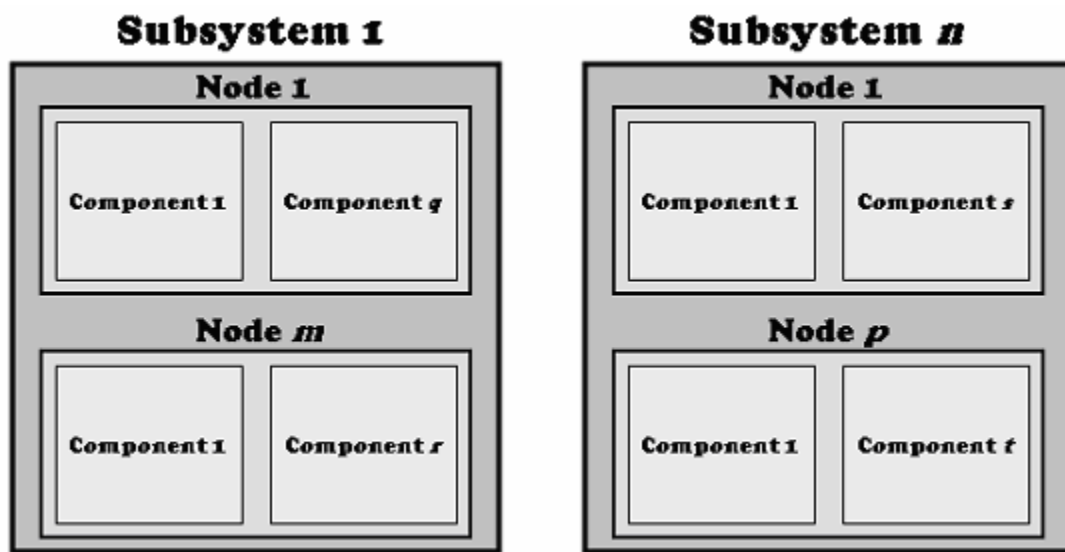 Subsystem 1
Node 1
Component 1
Component q
Node m
Component 1
Component r
Subsystem n
Node 1
Component 1
Component s
Node p
Component 1
Component t